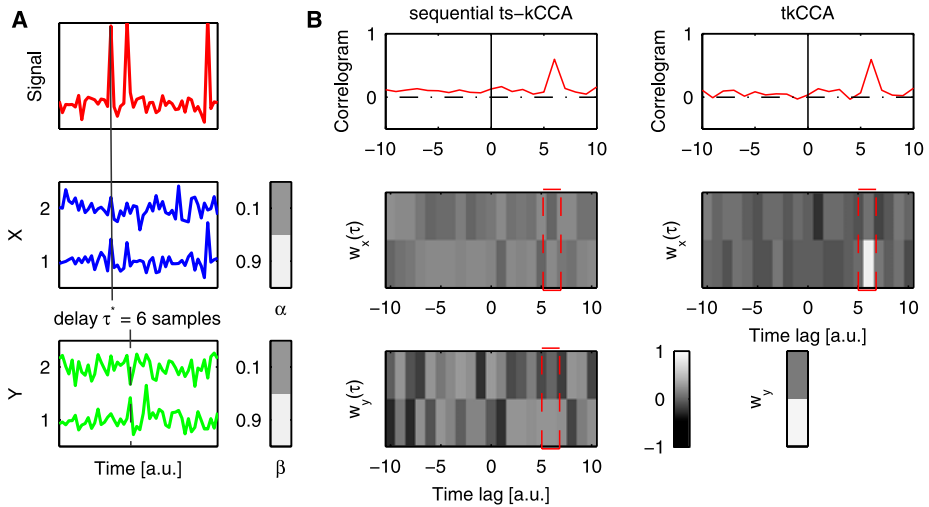 A
Signal
X
2
1
0.1
0.9
α
delay τ* = 6 samples
Y
2
1
0.1
0.9
β
Time [a.u.]
B
sequential ts−kCCA
Correlogram
1
0
−10 −5 0 5 10
wx(τ)
−10 −5 0 5 10
wy(τ)
−10 −5 0 5 10
Time lag [a.u.]
tkCCA
Correlogram
1
0
−10 −5 0 5 10
wx(τ)
−10 −5 0 5 10
Time lag [a.u.]
1
0
−1
wy